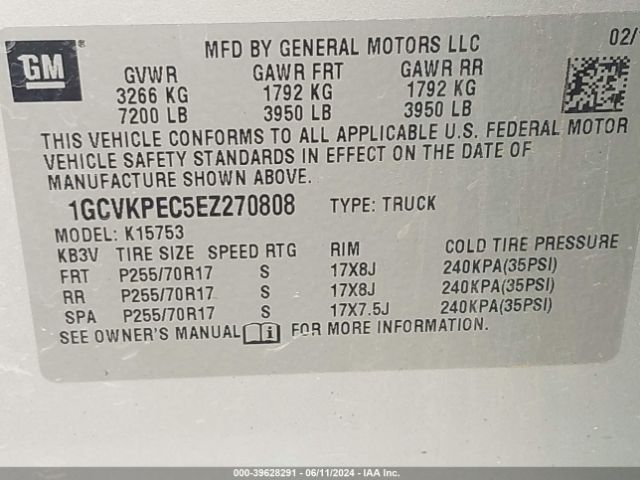 GM
MFD BY GENERAL MOTORS LLC
GVWR GAWR FRT GAWR RR
3266 KG 1792 KG 1792 KG
7200 LB 3950 LB 3950 LB
THIS VEHICLE CONFORMS TO ALL APPLICABLE U.S. FEDERAL MOTOR
VEHICLE SAFETY STANDARDS IN EFFECT ON THE DATE OF
MANUFACTURE SHOWN ABOVE.
1GCVKPEC5EZ270808 TYPE: TRUCK
MODEL: K15753
KB3V TIRE SIZE SPEED RTG RIM COLD TIRE PRESSURE
FRT P255/70R17 S 17X8J 240KPA(35PSI)
RR P255/70R17 S 17X8J 240KPA(35PSI)
SPA P255/70R17 S 17X7.5J 240KPA(35PSI)
SEE OWNER'S MANUAL FOR MORE INFORMATION.
000-39628291 - 06/11/2024 - IAA Inc.